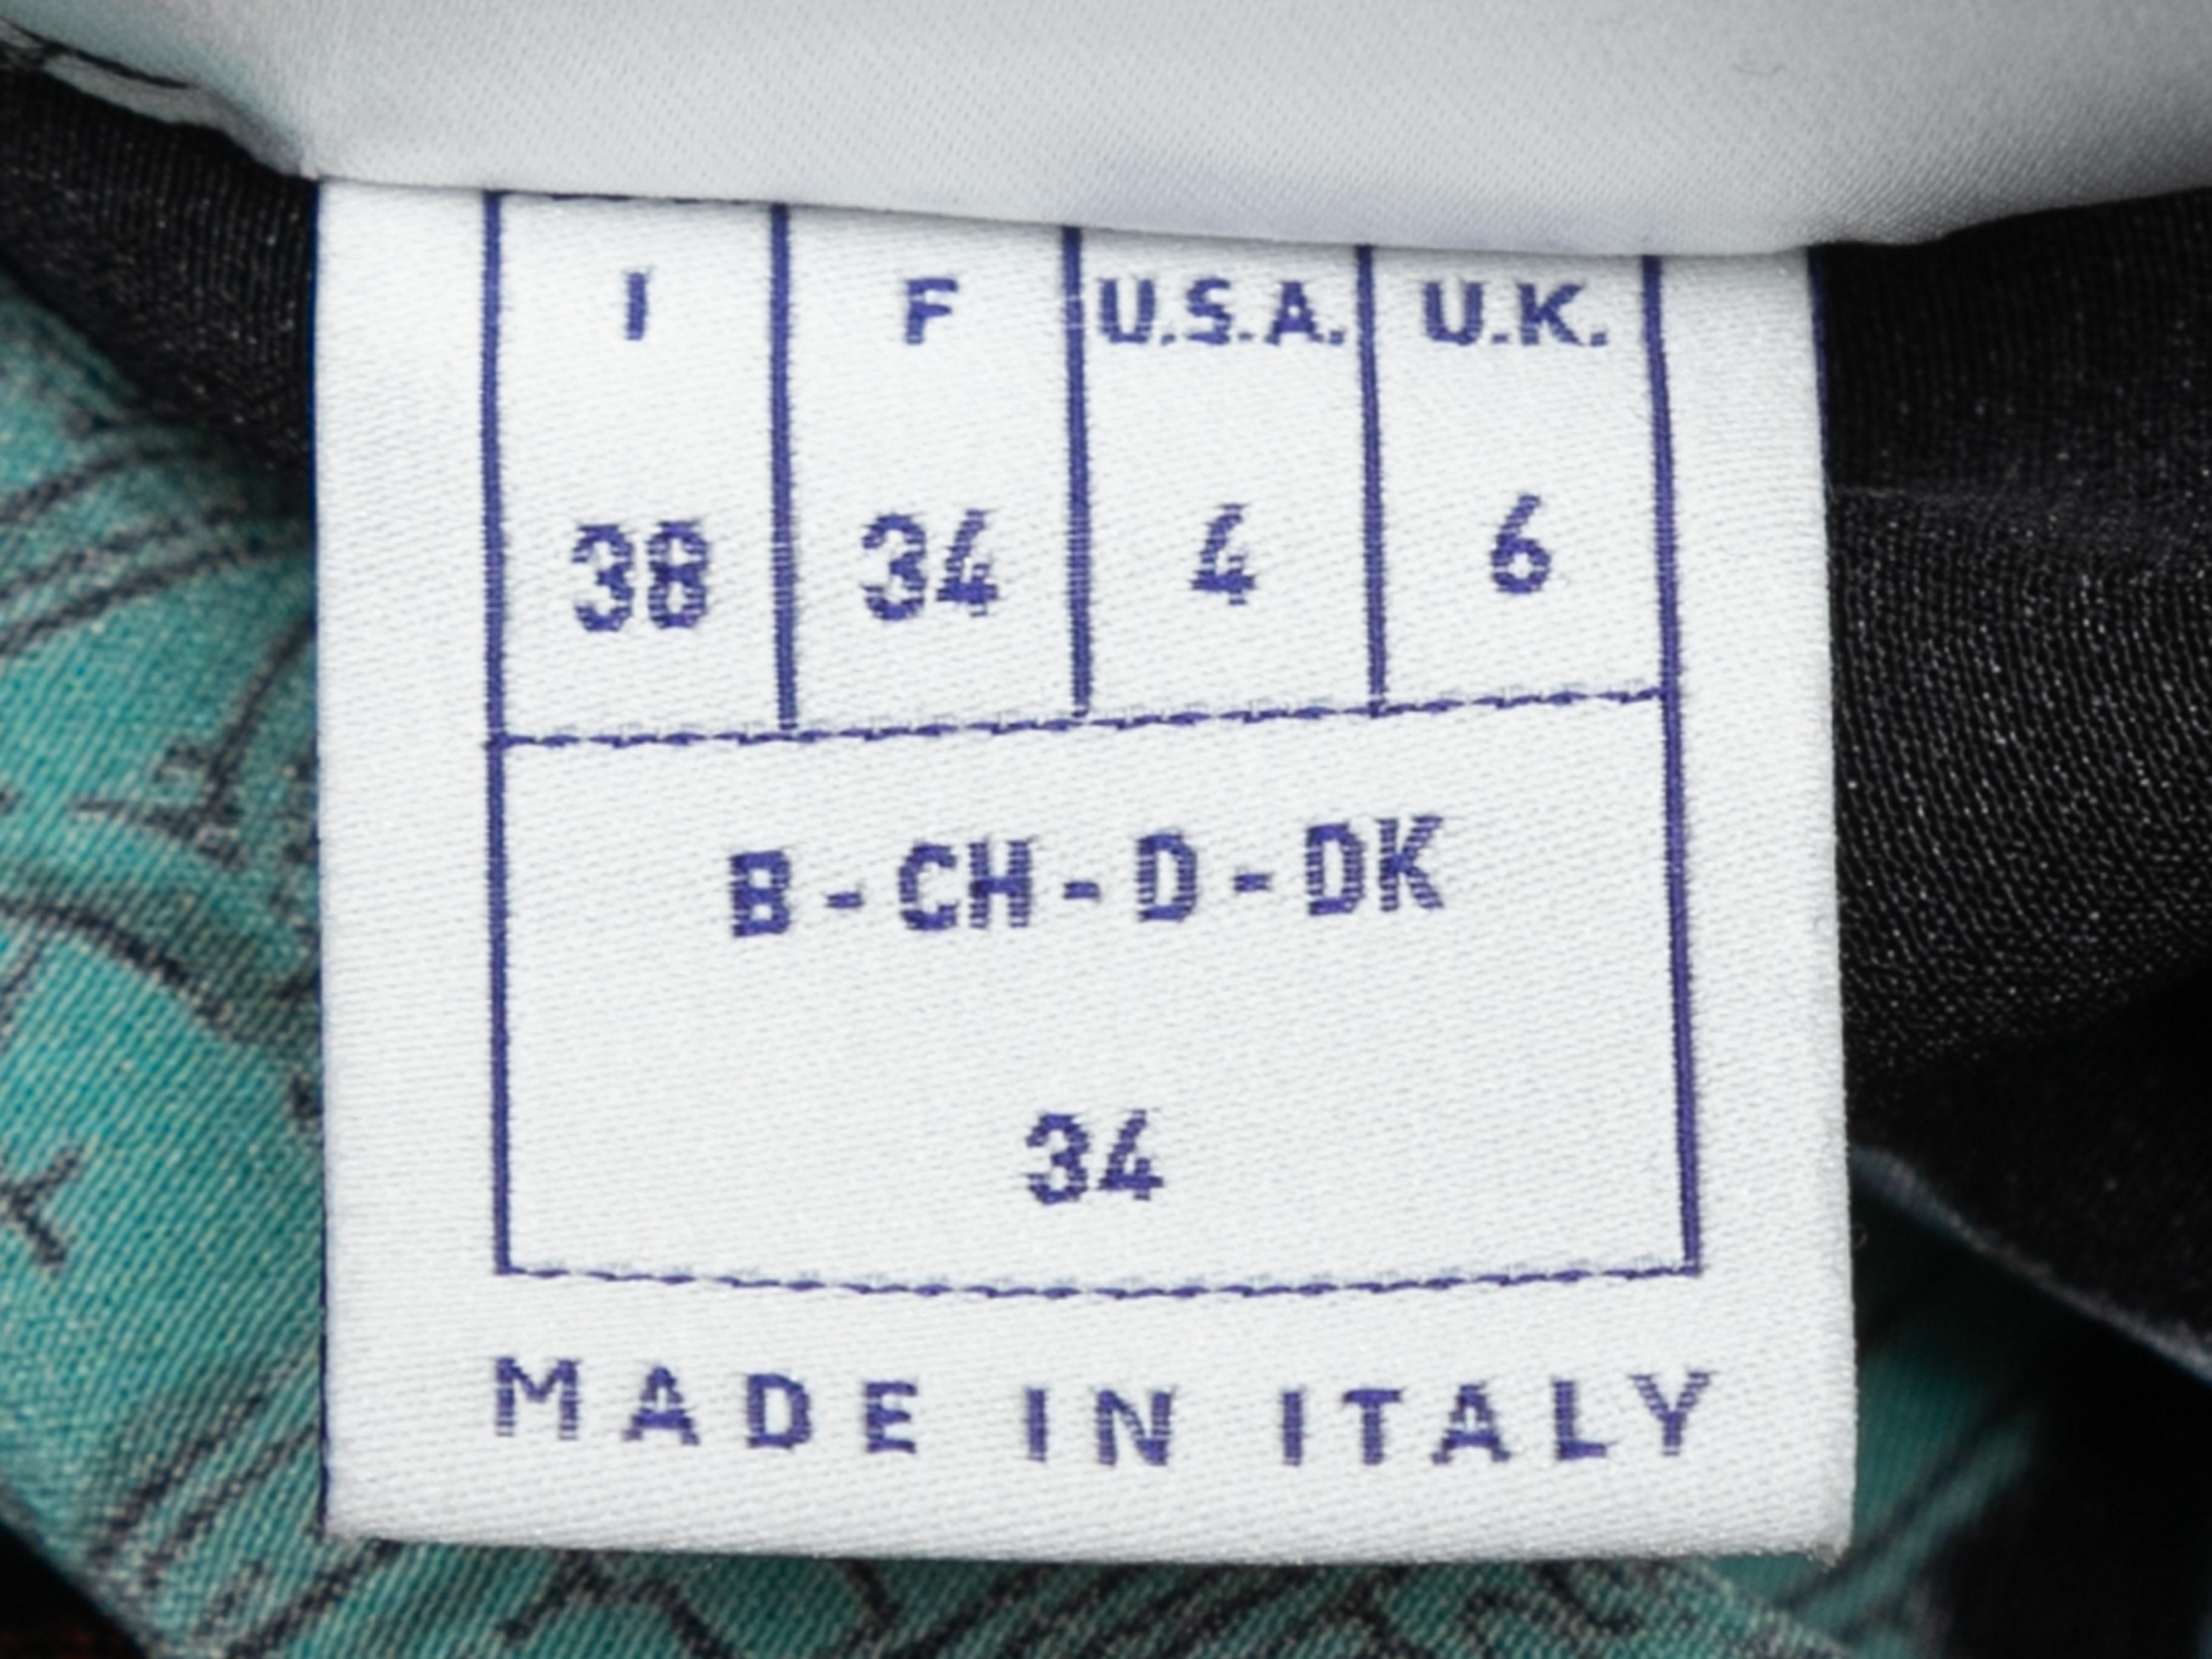 I F U.S.A. U.K.
38 34 4 6
B - CH - D - DK
34
MADE IN ITALY